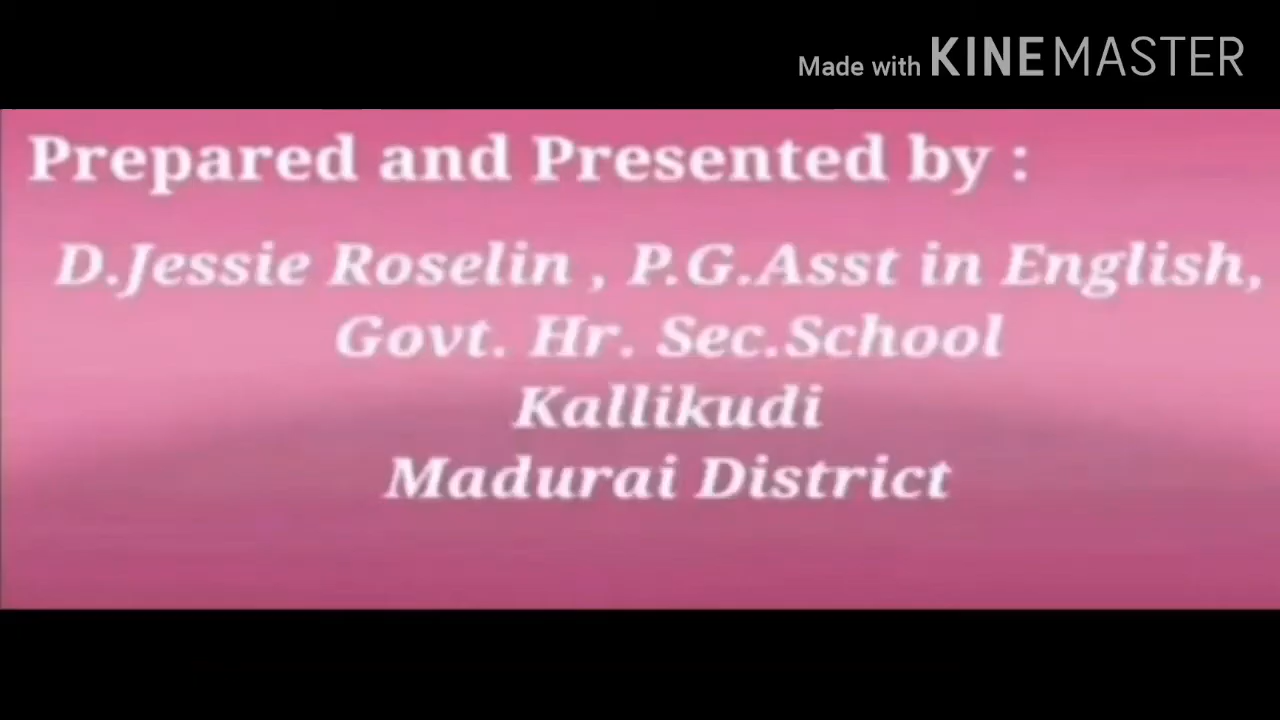 Made with KINEMASTER
Prepared and Presented by :
D.Jessie Roselin , P.G.Asst in English,
Govt. Hr. Sec.School
Kallikudi
Madurai District